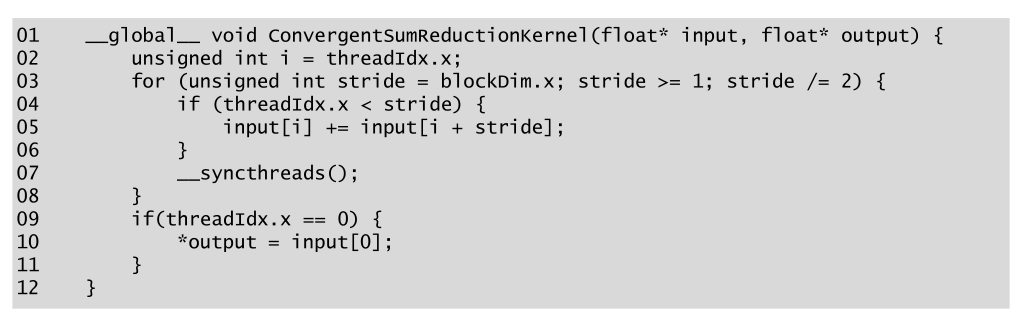 01 __global__ void ConvergentSumReductionKernel(float* input, float* output) {
02 unsigned int i = threadIdx.x;
03 for (unsigned int stride = blockDim.x; stride >= 1; stride /= 2) {
04 if (threadIdx.x < stride) {
05 input[i] += input[i + stride];
06 }
07 __syncthreads();
08 }
09 if(threadIdx.x == 0) {
10 *output = input[0];
11 }
12 }